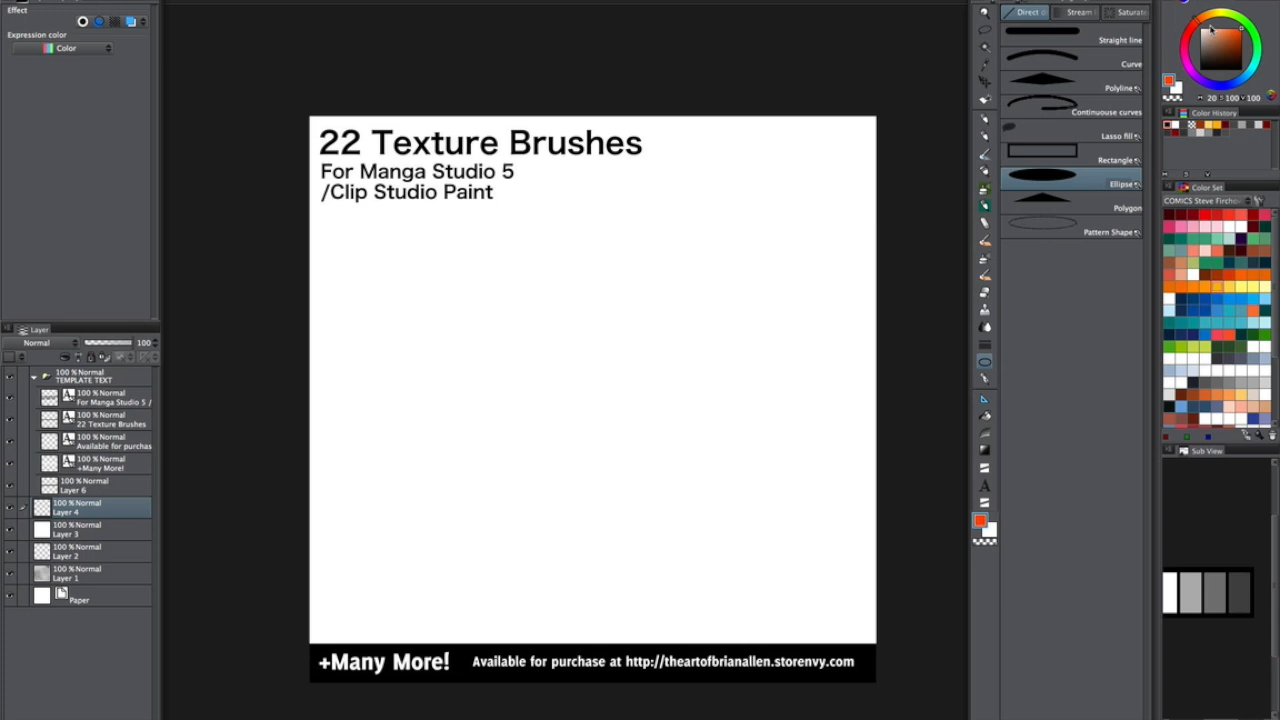 Effect
Expression color
Color
Layer
Normal
100
100 % Normal
TEMPLATE TEXT
100 % Normal
For Manga Studio 5 /
100 % Normal
22 Texture Brushes
100 % Normal
Available for purchas
100 % Normal
+Many More!
100 % Normal
Layer 6
100 % Normal
Layer 4
100 % Normal
Layer 3
100 % Normal
Layer 2
100 % Normal
Layer 1
Paper
22 Texture Brushes
For Manga Studio 5
/Clip Studio Paint
+Many More!
Available for purchase at http://theartofbrianallen.storenvy.com
Direct
Stream
Saturate
Straight line
Curve
Polyline
Continuous curves
Lasso fill
Rectangle
Ellipse
Polygon
Pattern Shape
H 20 S 100 V 100
Color History
H S V
Color Set
COMICS Steve Firchow
Sub View